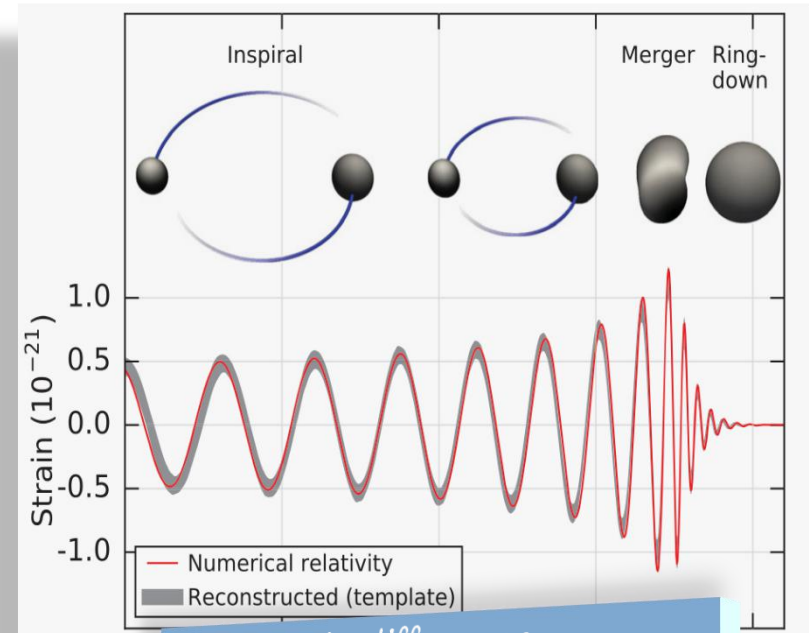 Inspiral
Merger
Ring-
down
1.0
0.5
0.0
-0.5
-1.0
Strain (10⁻²¹)
Numerical relativity
Reconstructed (template)